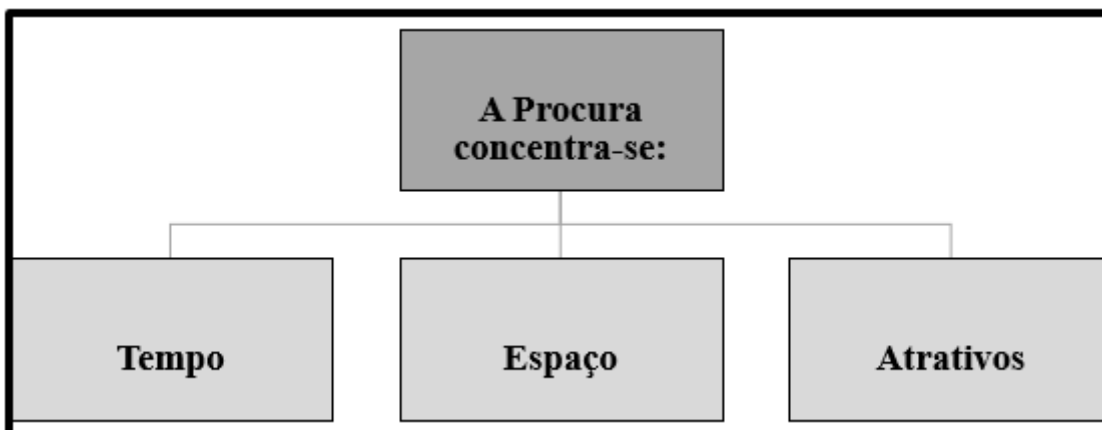 A Procura
concentra-se:
Tempo
Espaço
Atrativos